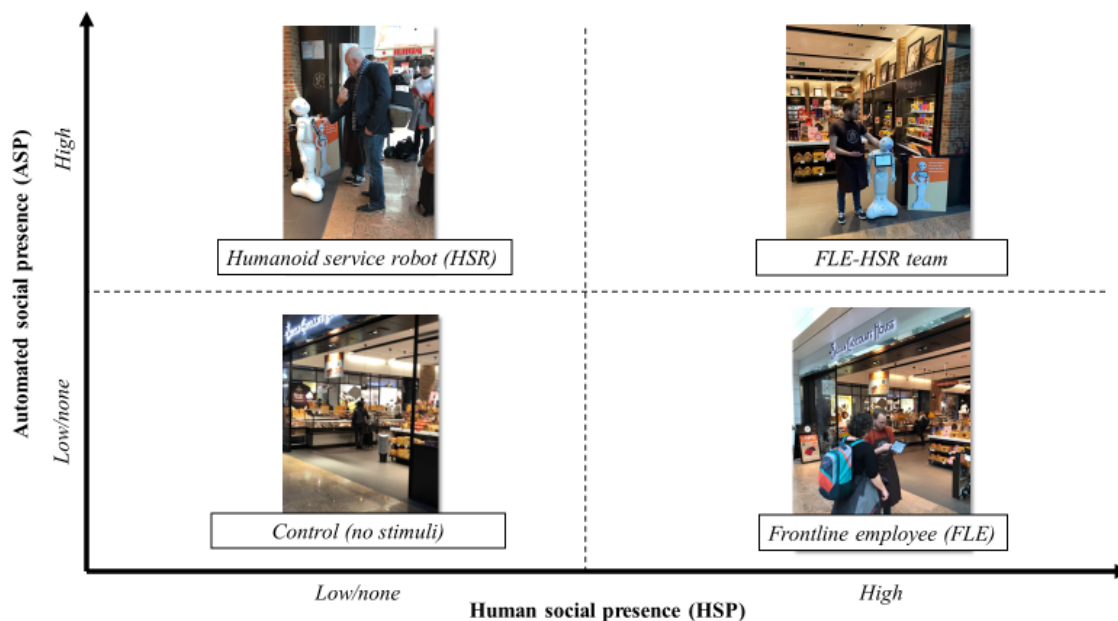 Automated social presence (ASP)
High
Low/none
Humanoid service robot (HSR)
FLE-HSR team
Control (no stimuli)
Frontline employee (FLE)
Low/none
High
Human social presence (HSP)